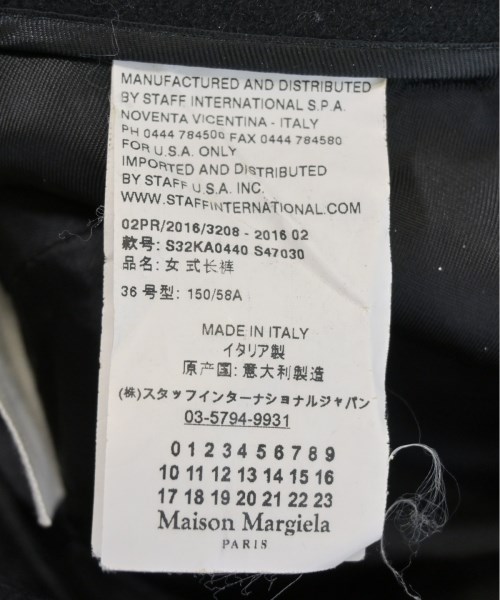 MANUFACTURED AND DISTRIBUTED
BY STAFF INTERNATIONAL S.P.A.
NOVENTA VICENTINA - ITALY
PH 0444 784500 FAX 0444 784580
FOR U.S.A. ONLY
IMPORTED AND DISTRIBUTED
BY STAFF U.S.A. INC.
WWW.STAFFINTERNATIONAL.COM
02PR/2016/3208 - 2016 02
款号: S32KA0440 S47030
品名: 女式长裤
36 号型: 150/58A
MADE IN ITALY
イタリア製
原产国: 意大利製造
(株)スタッフインターナショナルジャパン
03-5794-9931
0 1 2 3 4 5 6 7 8 9
10 11 12 13 14 15 16
17 18 19 20 21 22 23
Maison Margiela
PARIS